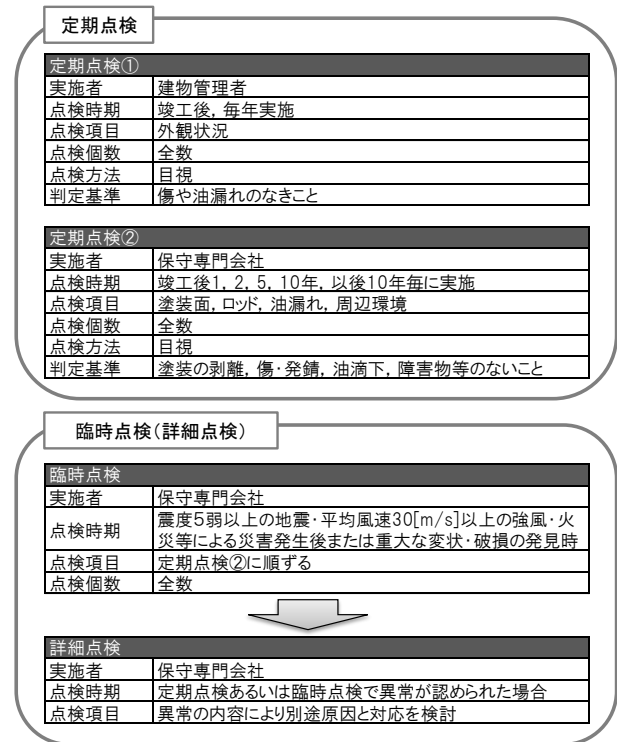 定期点検
定期点検①
実施者 建物管理者
点検時期 竣工後，毎年実施
点検項目 外観状況
点検個数 全数
点検方法 目視
判定基準 傷や油漏れのなきこと
定期点検②
実施者 保守専門会社
点検時期 竣工後1，2，5，10年，以後10年毎に実施
点検項目 塗装面，ロッド，油漏れ，周辺環境
点検個数 全数
点検方法 目視
判定基準 塗装の剥離，傷・発錆，油滴下，障害物等のないこと
臨時点検（詳細点検）
臨時点検
実施者 保守専門会社
点検時期 震度5弱以上の地震・平均風速30[m/s]以上の強風・火
災等による災害発生後または重大な変状・破損の発見時
点検項目 定期点検②に順ずる
点検個数 全数
詳細点検
実施者 保守専門会社
点検時期 定期点検あるいは臨時点検で異常が認められた場合
点検項目 異常の内容により別途原因と対応を検討